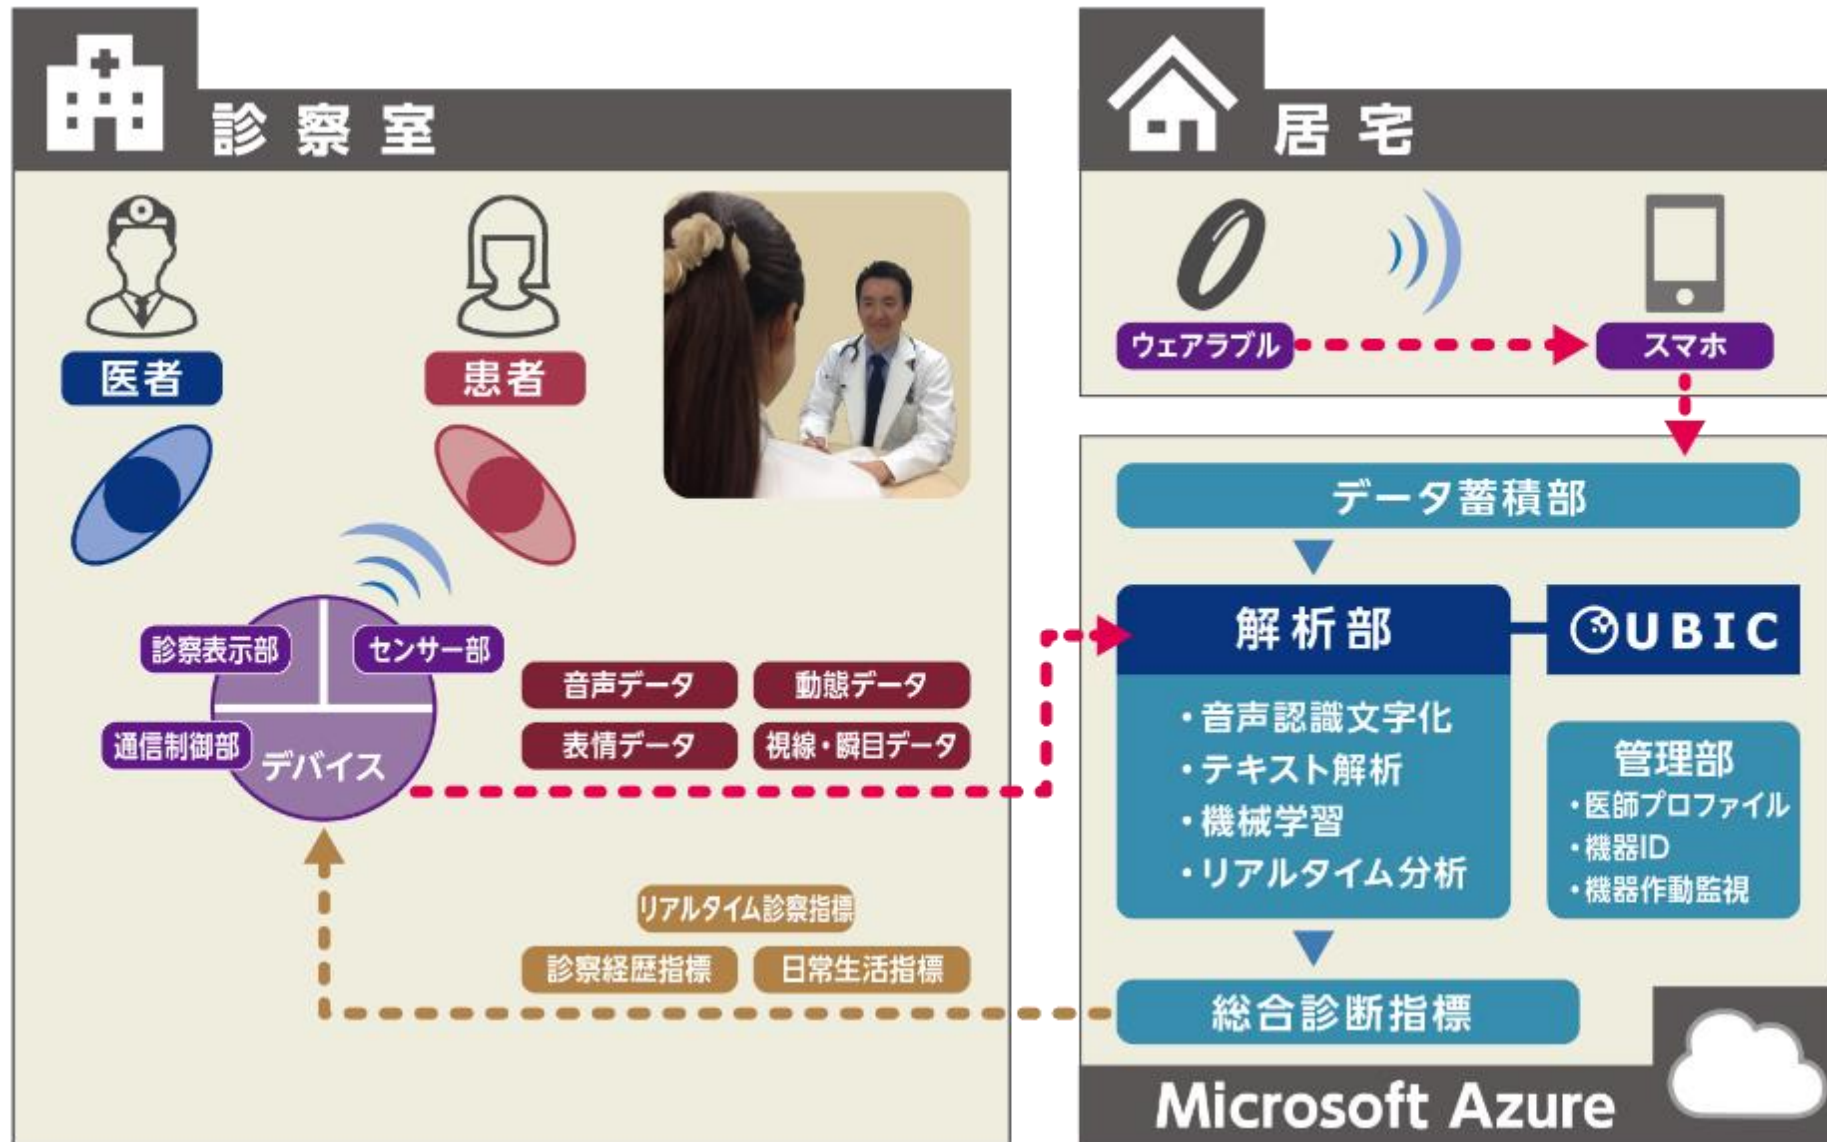 診察室
医者
患者
診察表示部
センサー部
通信制御部
デバイス
音声データ
動態データ
表情データ
視線・瞬目データ
リアルタイム診察指標
診察経歴指標
日常生活指標
居宅
ウェアラブル
スマホ
データ蓄積部
解析部
・音声認識文字化
・テキスト解析
・機械学習
・リアルタイム分析
UBIC
管理部
・医師プロファイル
・機器ID
・機器作動監視
総合診断指標
Microsoft Azure